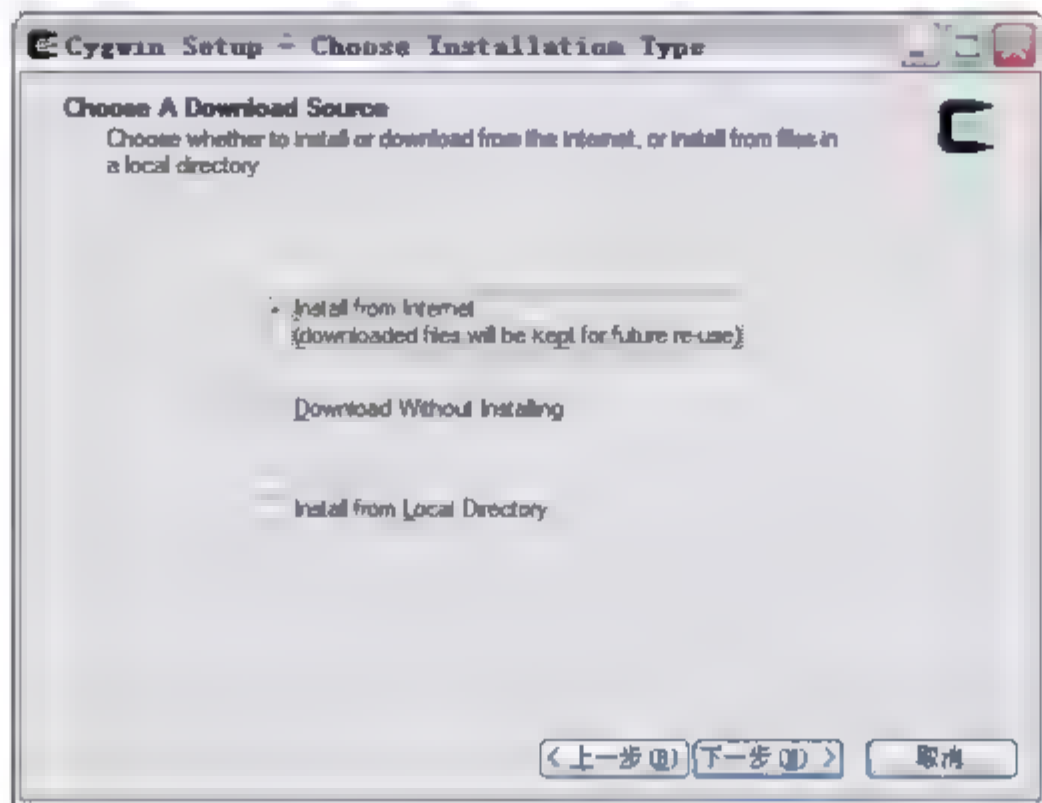 Cygwin Setup - Choose Installation Type
Choose A Download Source
Choose whether to install or download from the internet, or install from files in
a local directory
Install from Internet
(downloaded files will be kept for future re-use)
Download Without Installing
Install from Local Directory
< 上一步(B) 下一步(N) > 取消